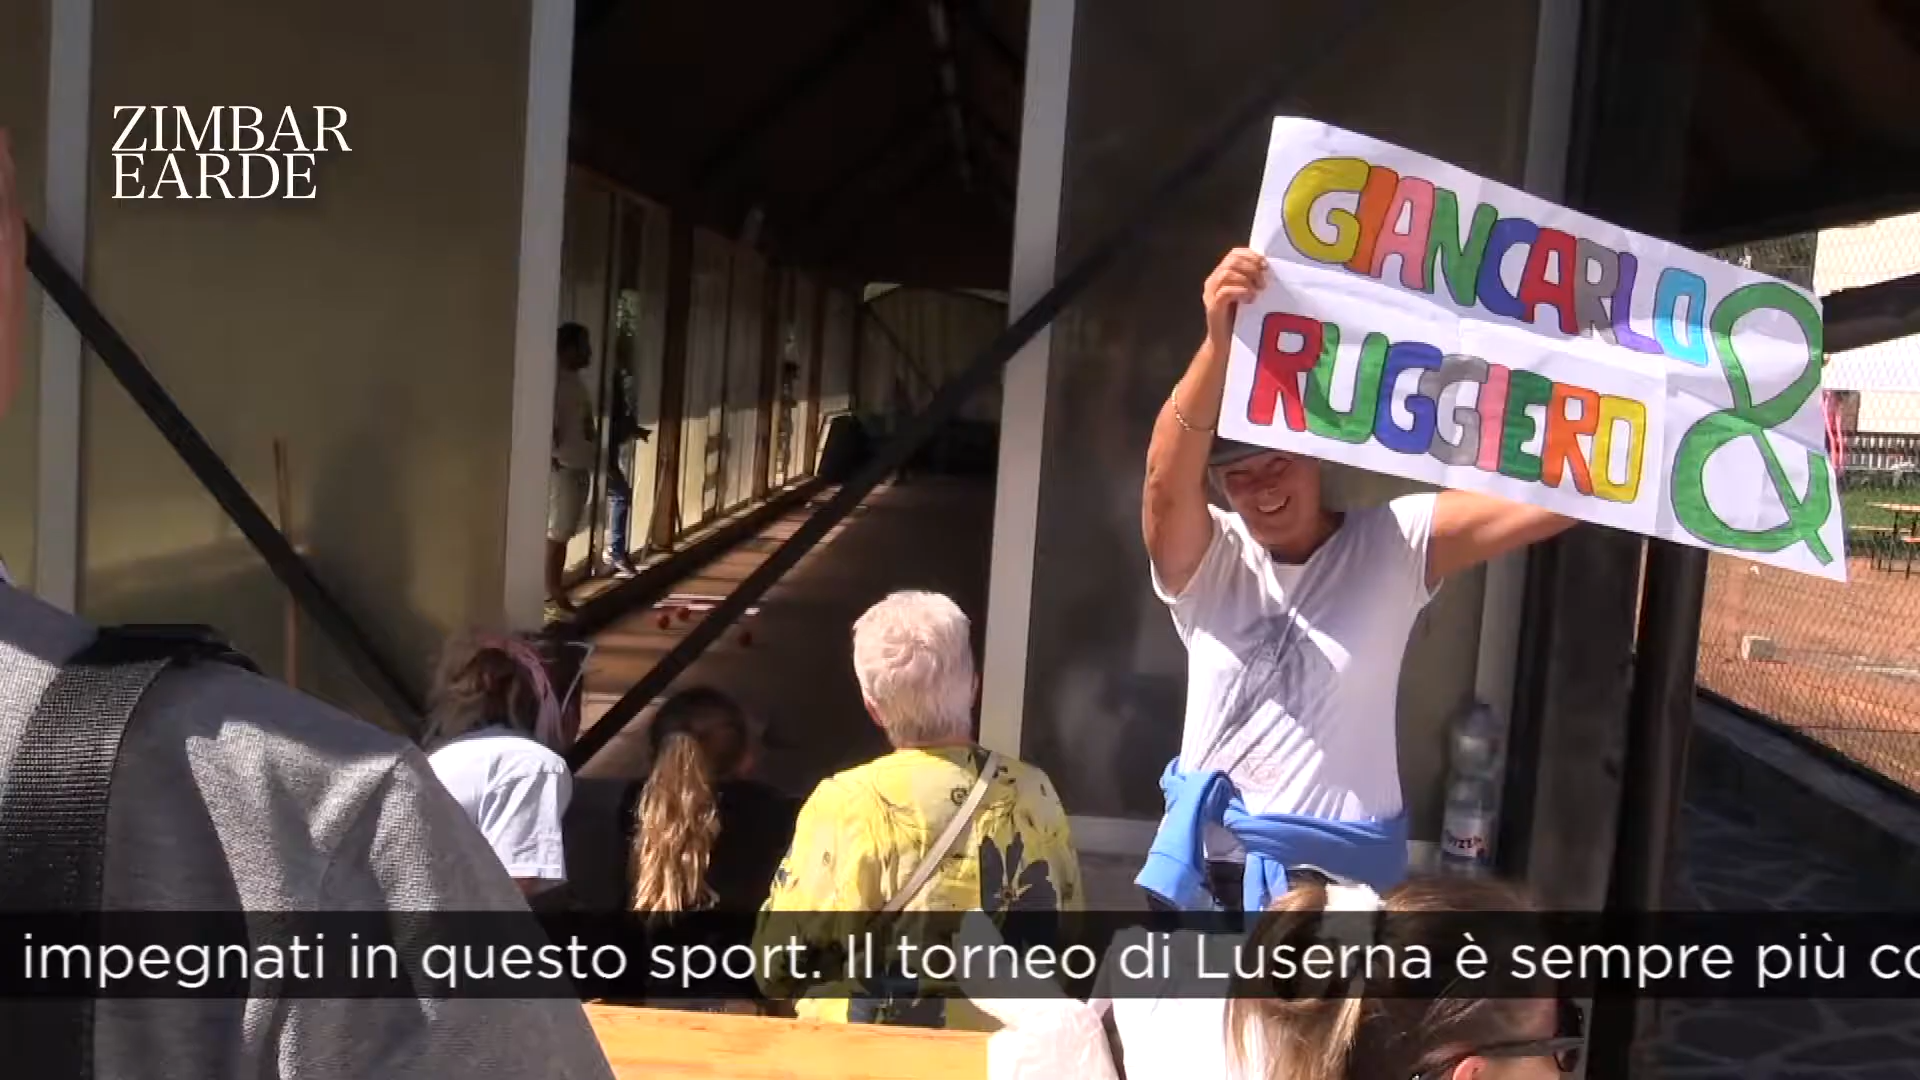 ZIMBAR
EARDE
GIANCARLO &
RUGGIERO
impegnati in questo sport. Il torneo di Luserna è sempre più co